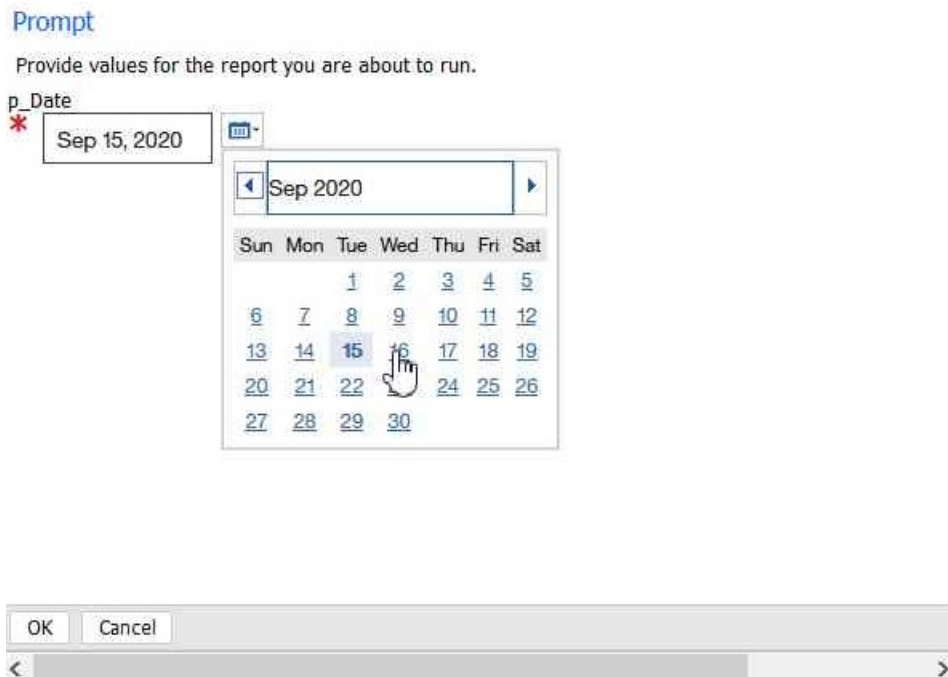 Prompt
Provide values for the report you are about to run.
p_Date
* Sep 15, 2020
Sep 2020
Sun Mon Tue Wed Thu Fri Sat
1 2 3 4 5
6 7 8 9 10 11 12
13 14 15 16 17 18 19
20 21 22 24 25 26
27 28 29 30
OK Cancel